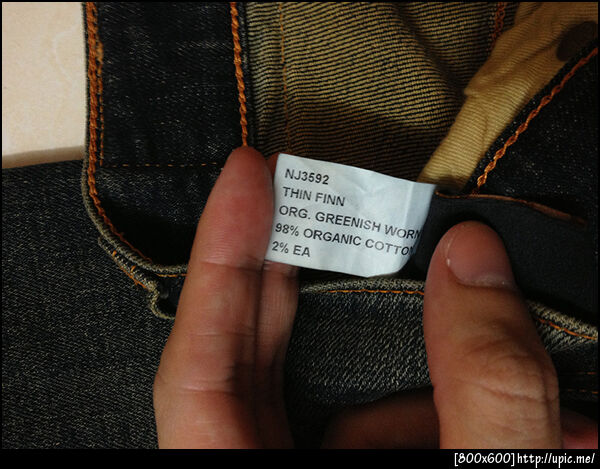 NJ3592
THIN FINN
ORG. GREENISH WORN
98% ORGANIC COTTON
2% EA
[800x600]http://upic.me/